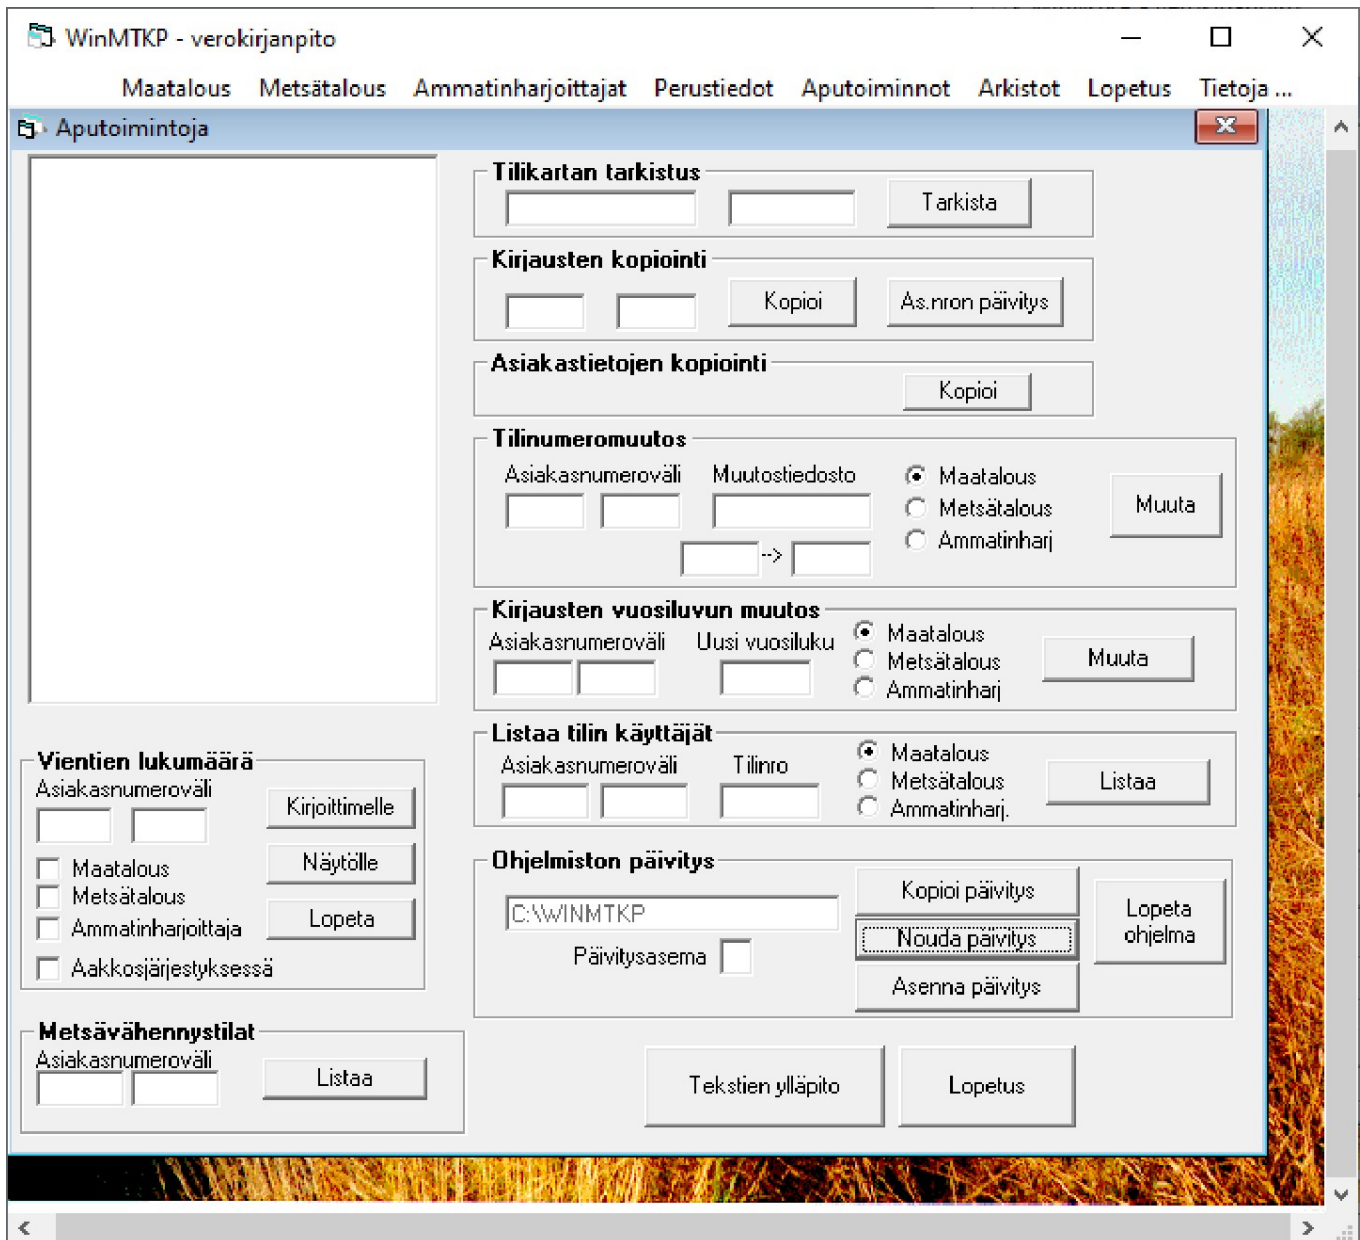 WinMTKP - verokirjanpito
Maatalous Metsätalous Ammatinharjoittajat Perustiedot Aputoiminnot Arkistot Lopetus Tietoja ...
Aputoimintoja
Tilikartan tarkistus
Tarkista
Kirjausten kopiointi
Kopioi As.nron päivitys
Asiakastietojen kopiointi
Kopioi
Tilinumeromuutos
Asiakasnumeroväli Muutostiedosto
Maatalous
Metsätalous
Ammatinharj
-->
Muuta
Kirjausten vuosiluvun muutos
Asiakasnumeroväli Uusi vuosiluku
Maatalous
Metsätalous
Ammatinharj
Muuta
Listaa tilin käyttäjät
Asiakasnumeroväli Tilinro
Maatalous
Metsätalous
Ammatinharj.
Listaa
Vientien lukumäärä
Asiakasnumeroväli
Kirjoittimelle
Näytölle
Lopeta
Maatalous
Metsätalous
Ammatinharjoittaja
Aakkosjärjestyksessä
Ohjelmiston päivitys
C:\WINMTKP
Päivitysasema
Kopioi päivitys
Nouda päivitys
Asenna päivitys
Lopeta
ohjelma
Metsävähennystilat
Asiakasnumeroväli
Listaa
Tekstien ylläpito
Lopetus